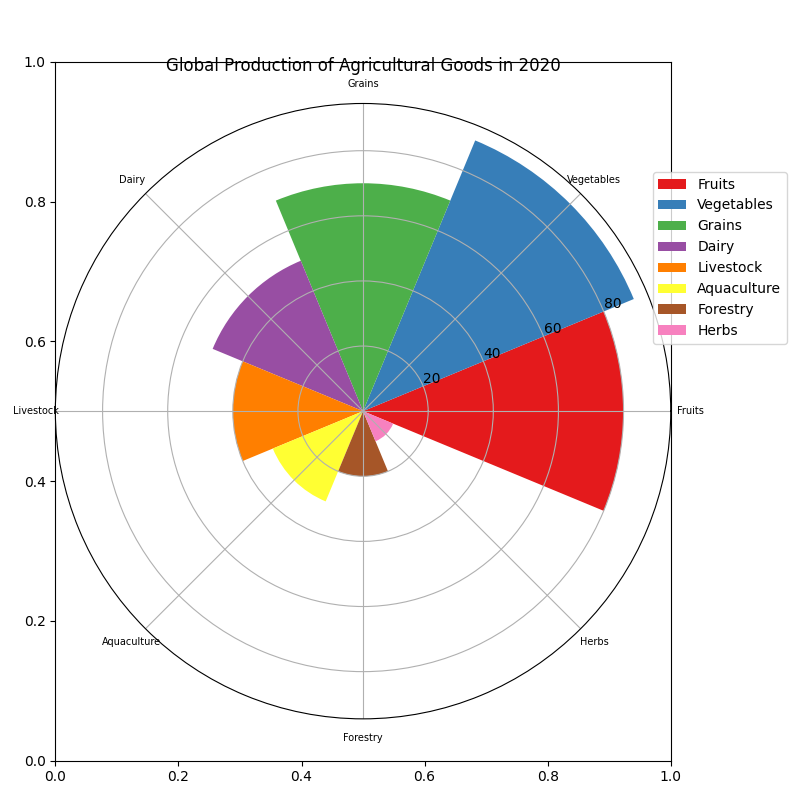 Global Production of Agricultural Goods in 2020
1.0
Grains
Dairy
Vegetables
Fruits
Vegetables
Grains
Dairy
Livestock
Aquaculture
Forestry
Herbs
0.8
80
60
40
20
0.6
Livestock
Fruits
0.4
Aquaculture
Herbs
0.2
Forestry
0.0
0.0 0.2 0.4 0.6 0.8 1.0